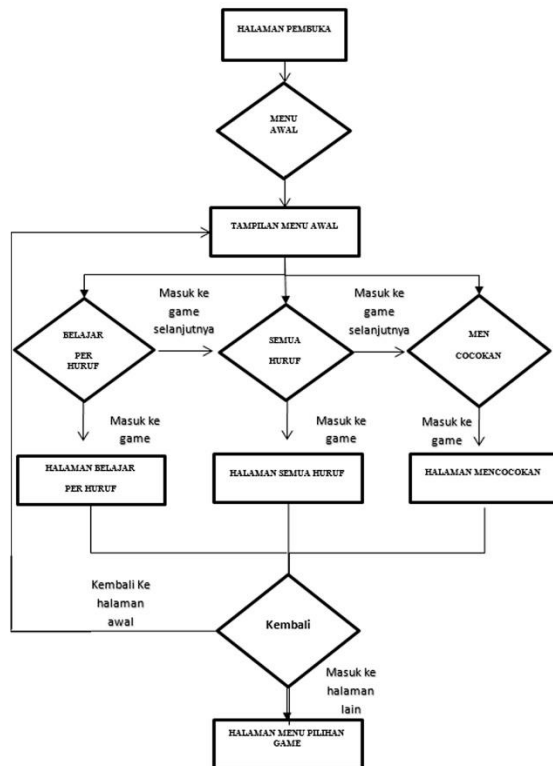 HALAMAN PEMBUKA
MENU
AWAL
TAMPILAN MENU AWAL
Masuk ke
game
selanjutnya
Masuk ke
game
selanjutnya
BELAJAR
PER
HURUF
SEMUA
HURUF
MEN
COCOKAN
Masuk ke
game
Masuk ke
game
Masuk ke
game
HALAMAN BELAJAR
PER HURUF
HALAMAN SEMUA HURUF
HALAMAN MENCOCOKAN
Kembali Ke
halaman
awal
Kembali
Masuk ke
halaman
lain
HALAMAN MENU PILIHAN
GAME